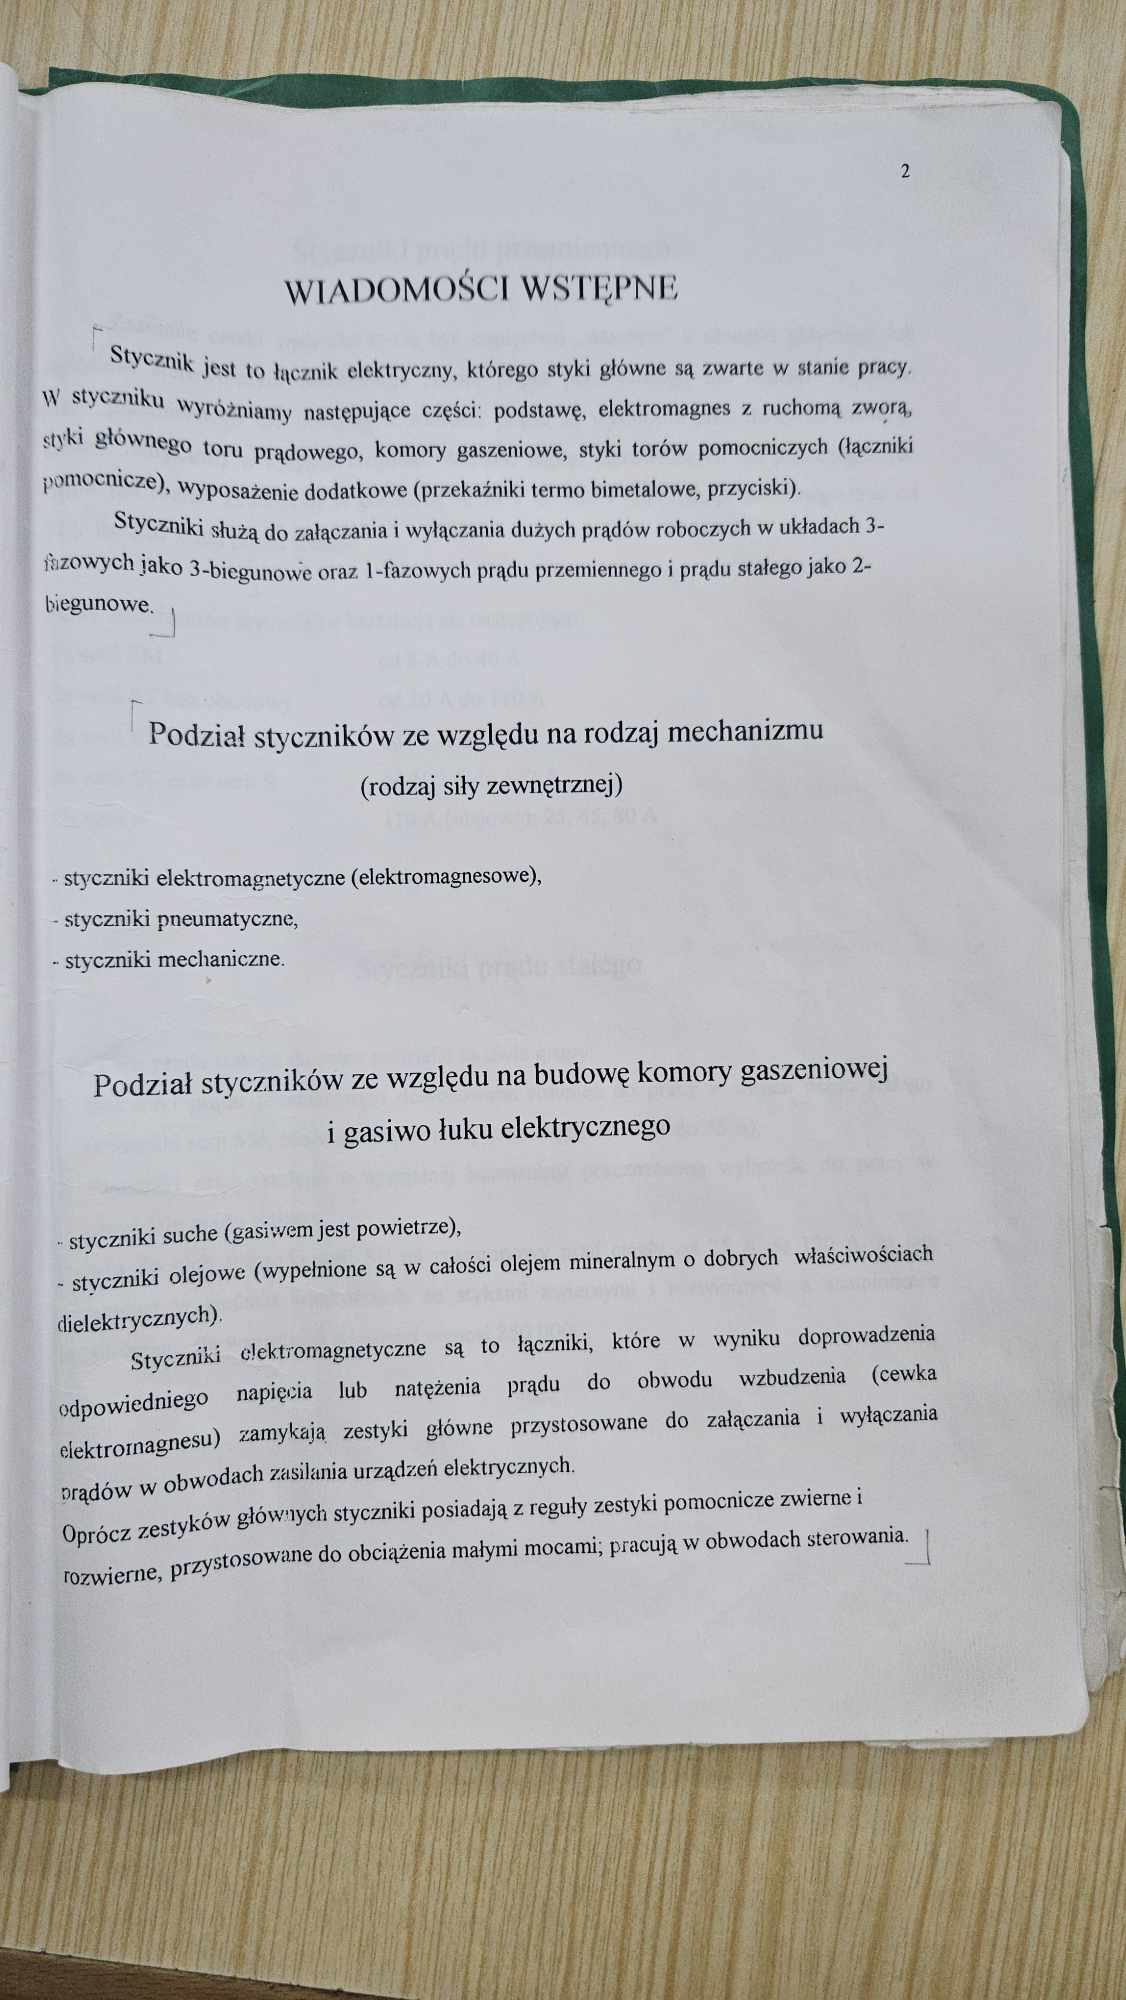 2
WIADOMOŚCI WSTĘPNE
Stycznik jest to łącznik elektryczny, którego styki główne są zwarte w stanie pracy.
W styczniku wyróżniamy następujące części: podstawę, elektromagnes z ruchomą zworą,
styki głównego toru prądowego, komory gaszeniowe, styki torów pomocniczych (łączniki
pomocnicze), wyposażenie dodatkowe (przekaźniki termo bimetalowe, przyciski).
Styczniki służą do załączania i wyłączania dużych prądów roboczych w układach 3-
fazowych jako 3-biegunowe oraz 1-fazowych prądu przemiennego i prądu stałego jako 2-
biegunowe.
Podział styczników ze względu na rodzaj mechanizmu
(rodzaj siły zewnętrznej)
- styczniki elektromagnetyczne (elektromagnesowe),
- styczniki pneumatyczne,
- styczniki mechaniczne.
Podział styczników ze względu na budowę komory gaszeniowej
i gasiwo łuku elektrycznego
- styczniki suche (gasiwem jest powietrze),
- styczniki olejowe (wypełnione są w całości olejem mineralnym o dobrych właściwościach
dielektrycznych).
Styczniki elektromagnetyczne są to łączniki, które w wyniku doprowadzenia
odpowiedniego napięcia lub natężenia prądu do obwodu wzbudzenia (cewka
elektromagnesu) zamykają zestyki główne przystosowane do załączania i wyłączania
prądów w obwodach zasilania urządzeń elektrycznych.
Oprócz zestyków głównych styczniki posiadają z reguły zestyki pomocnicze zwierne i
rozwierne, przystosowane do obciążenia małymi mocami; pracują w obwodach sterowania.